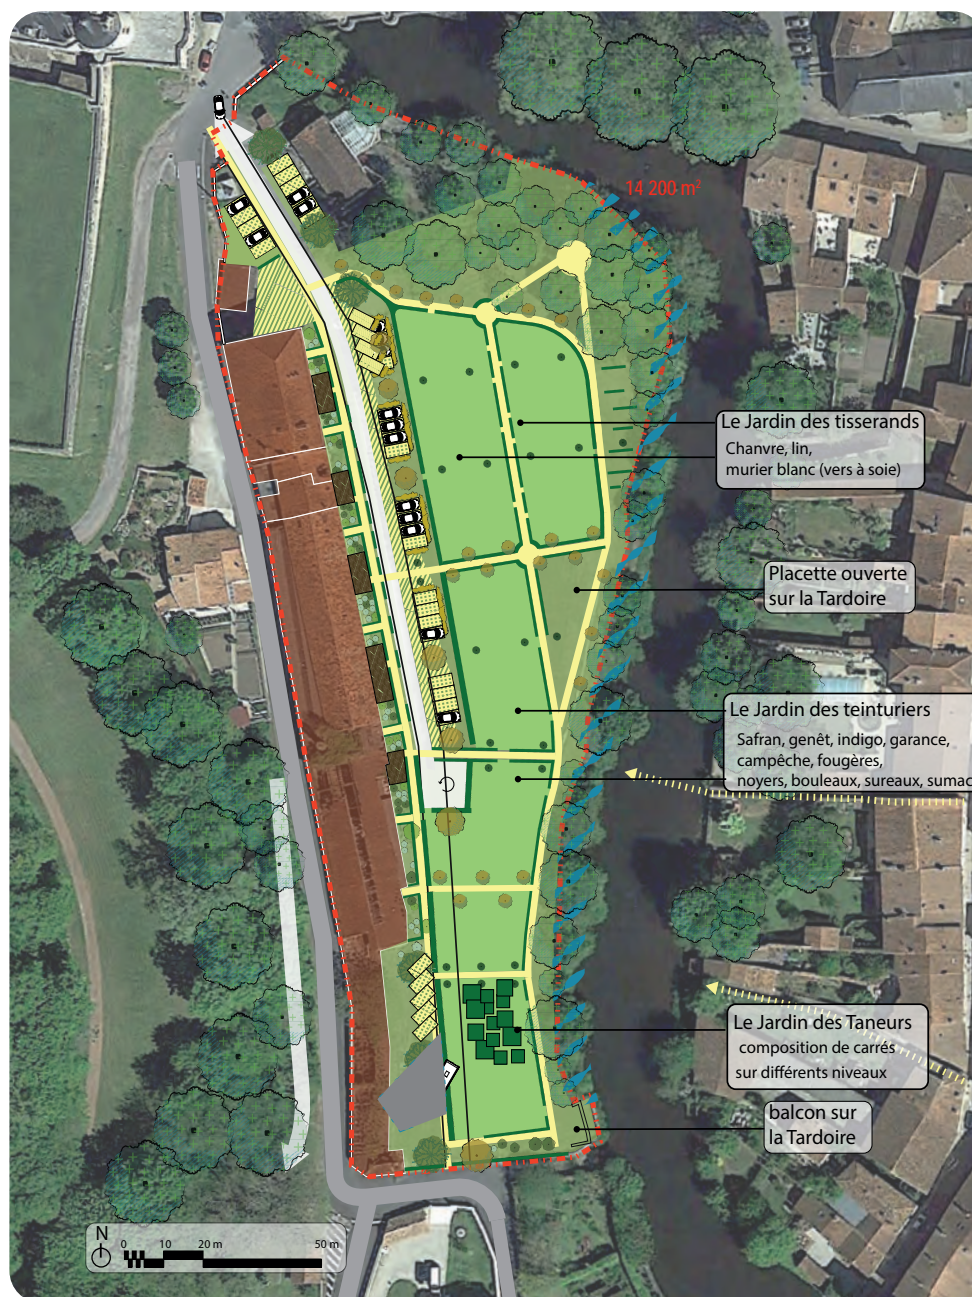 14 200 m²
Le Jardin des tisserands
Chanvre, lin,
murier blanc (vers à soie)
Placette ouverte
sur la Tardoire
Le Jardin des teinturiers
Safran, genêt, indigo, garance,
campêche, fougères,
noyers, bouleaux, sureaux, sumac
Le Jardin des Taneurs
composition de carrés
sur différents niveaux
balcon sur
la Tardoire
N
0 10 20 m 50 m